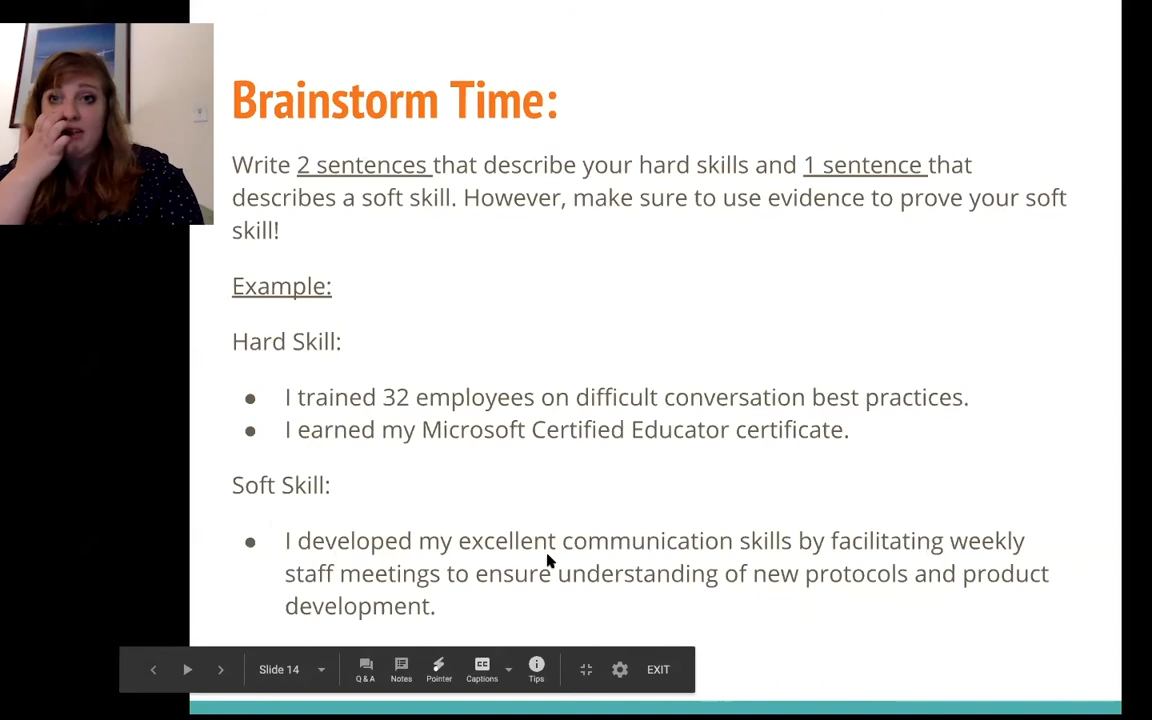 Brainstorm Time:
Write 2 sentences that describe your hard skills and 1 sentence that
describes a soft skill. However, make sure to use evidence to prove your soft
skill!
Example:
Hard Skill:
● I trained 32 employees on difficult conversation best practices.
● I earned my Microsoft Certified Educator certificate.
Soft Skill:
● I developed my excellent communication skills by facilitating weekly
staff meetings to ensure understanding of new protocols and product
development.
Slide 14
Q & A Notes Pointer CC Captions Tips EXIT